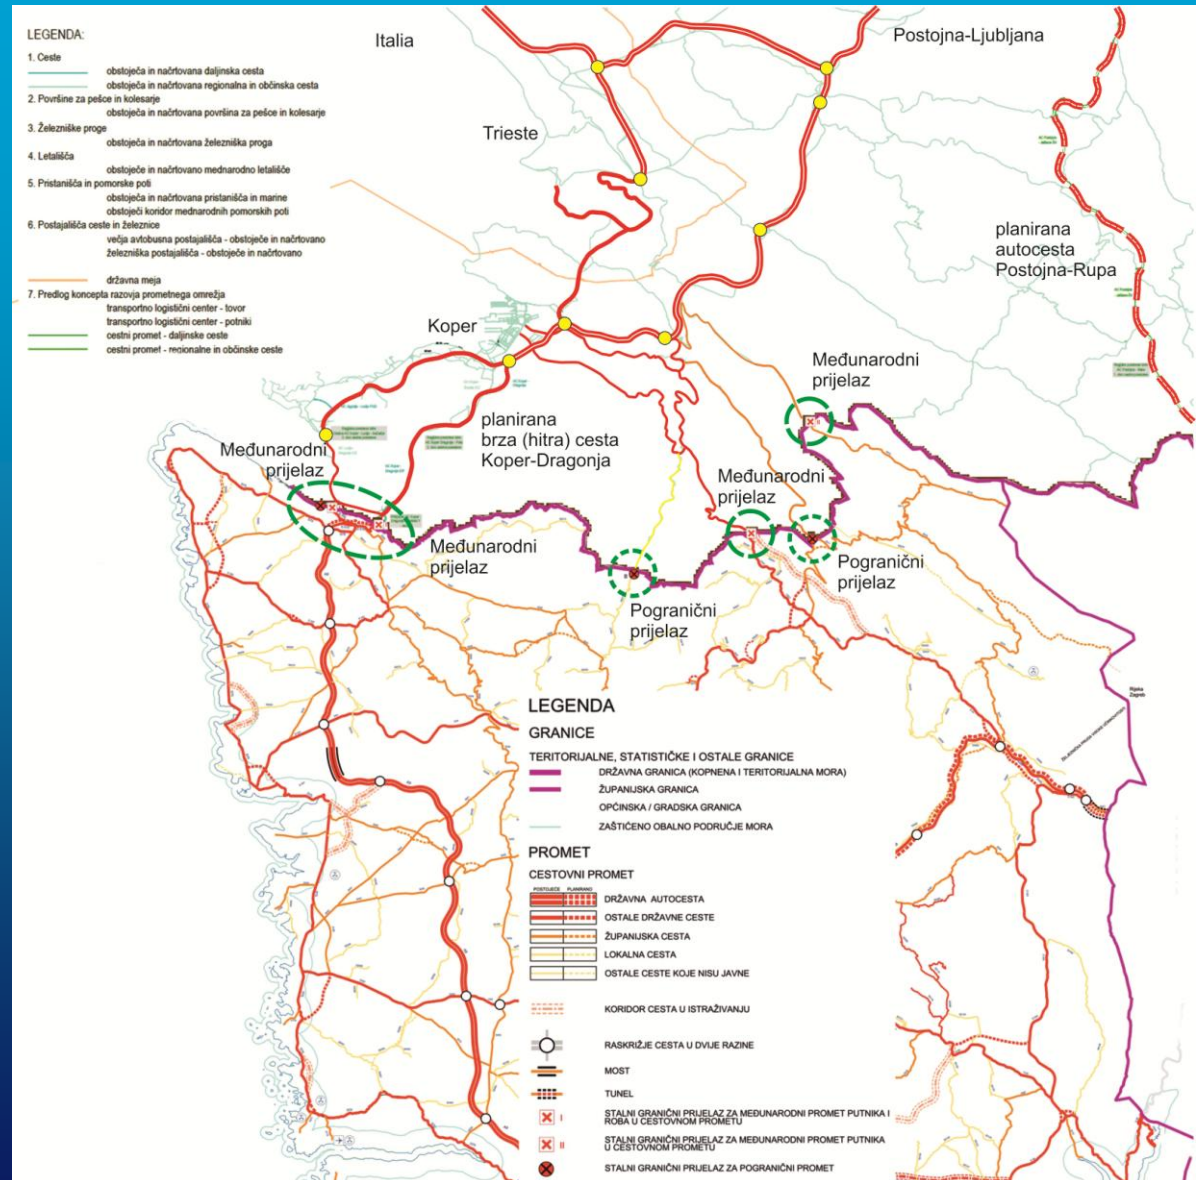 LEGENDA:
1. Ceste
obstoječa in načrtovana daljinska cesta
obstoječa in načrtovana regionalna in občinska cesta
2. Površine za pešce in kolesarje
obstoječa in načrtovana površina za pešce in kolesarje
3. Železniške proge
obstoječa in načrtovana železniška proga
4. Letališča
obstoječe in načrtovano mednarodno letališče
5. Pristanišča in pomorske poti
obstoječa in načrtovana pristanišča in marine
obstoječi koridor mednarodnih pomorskih poti
6. Postajališča ceste in železnice
večja avtobusna postajališča - obstoječe in načrtovano
železniška postajališča - obstoječe in načrtovano
državna meja
7. Predlog koncepta razovja prometnega omrežja
transportno logistični center - tovor
transportno logistični center - potniki
cestni promet - daljinske ceste
cestni promet - regionalne in občinske ceste
Italia
Postojna-Ljubljana
Trieste
planirana
autocesta
Postojna-Rupa
Koper
Međunarodni
prijelaz
II
planirana
brza (hitra) cesta
Koper-Dragonja
Međunarodni
prijelaz
Međunarodni
prijelaz
Međunarodni
prijelaz
Pogranični
prijelaz
Pogranični
prijelaz
Rijeka
Zagreb
LEGENDA
GRANICE
TERITORIJALNE, STATISTIČKE I OSTALE GRANICE
DRŽAVNA GRANICA (KOPNENA I TERITORIJALNA MORA)
ŽUPANIJSKA GRANICA
OPĆINSKA / GRADSKA GRANICA
ZAŠTIĆENO OBALNO PODRUČJE MORA
PROMET
CESTOVNI PROMET
POSTOJEĆE PLANIRANO
DRŽAVNA AUTOCESTA
OSTALE DRŽAVNE CESTE
ŽUPANIJSKA CESTA
LOKALNA CESTA
OSTALE CESTE KOJE NISU JAVNE
KORIDOR CESTA U ISTRAŽIVANJU
RASKRIŽJE CESTA U DVIJE RAZINE
MOST
TUNEL
I STALNI GRANIČNI PRIJELAZ ZA MEĐUNARODNI PROMET PUTNIKA I
ROBA U CESTOVNOM PROMETU
II STALNI GRANIČNI PRIJELAZ ZA MEĐUNARODNI PROMET PUTNIKA
U CESTOVNOM PROMETU
STALNI GRANIČNI PRIJELAZ ZA POGRANIČNI PROMET